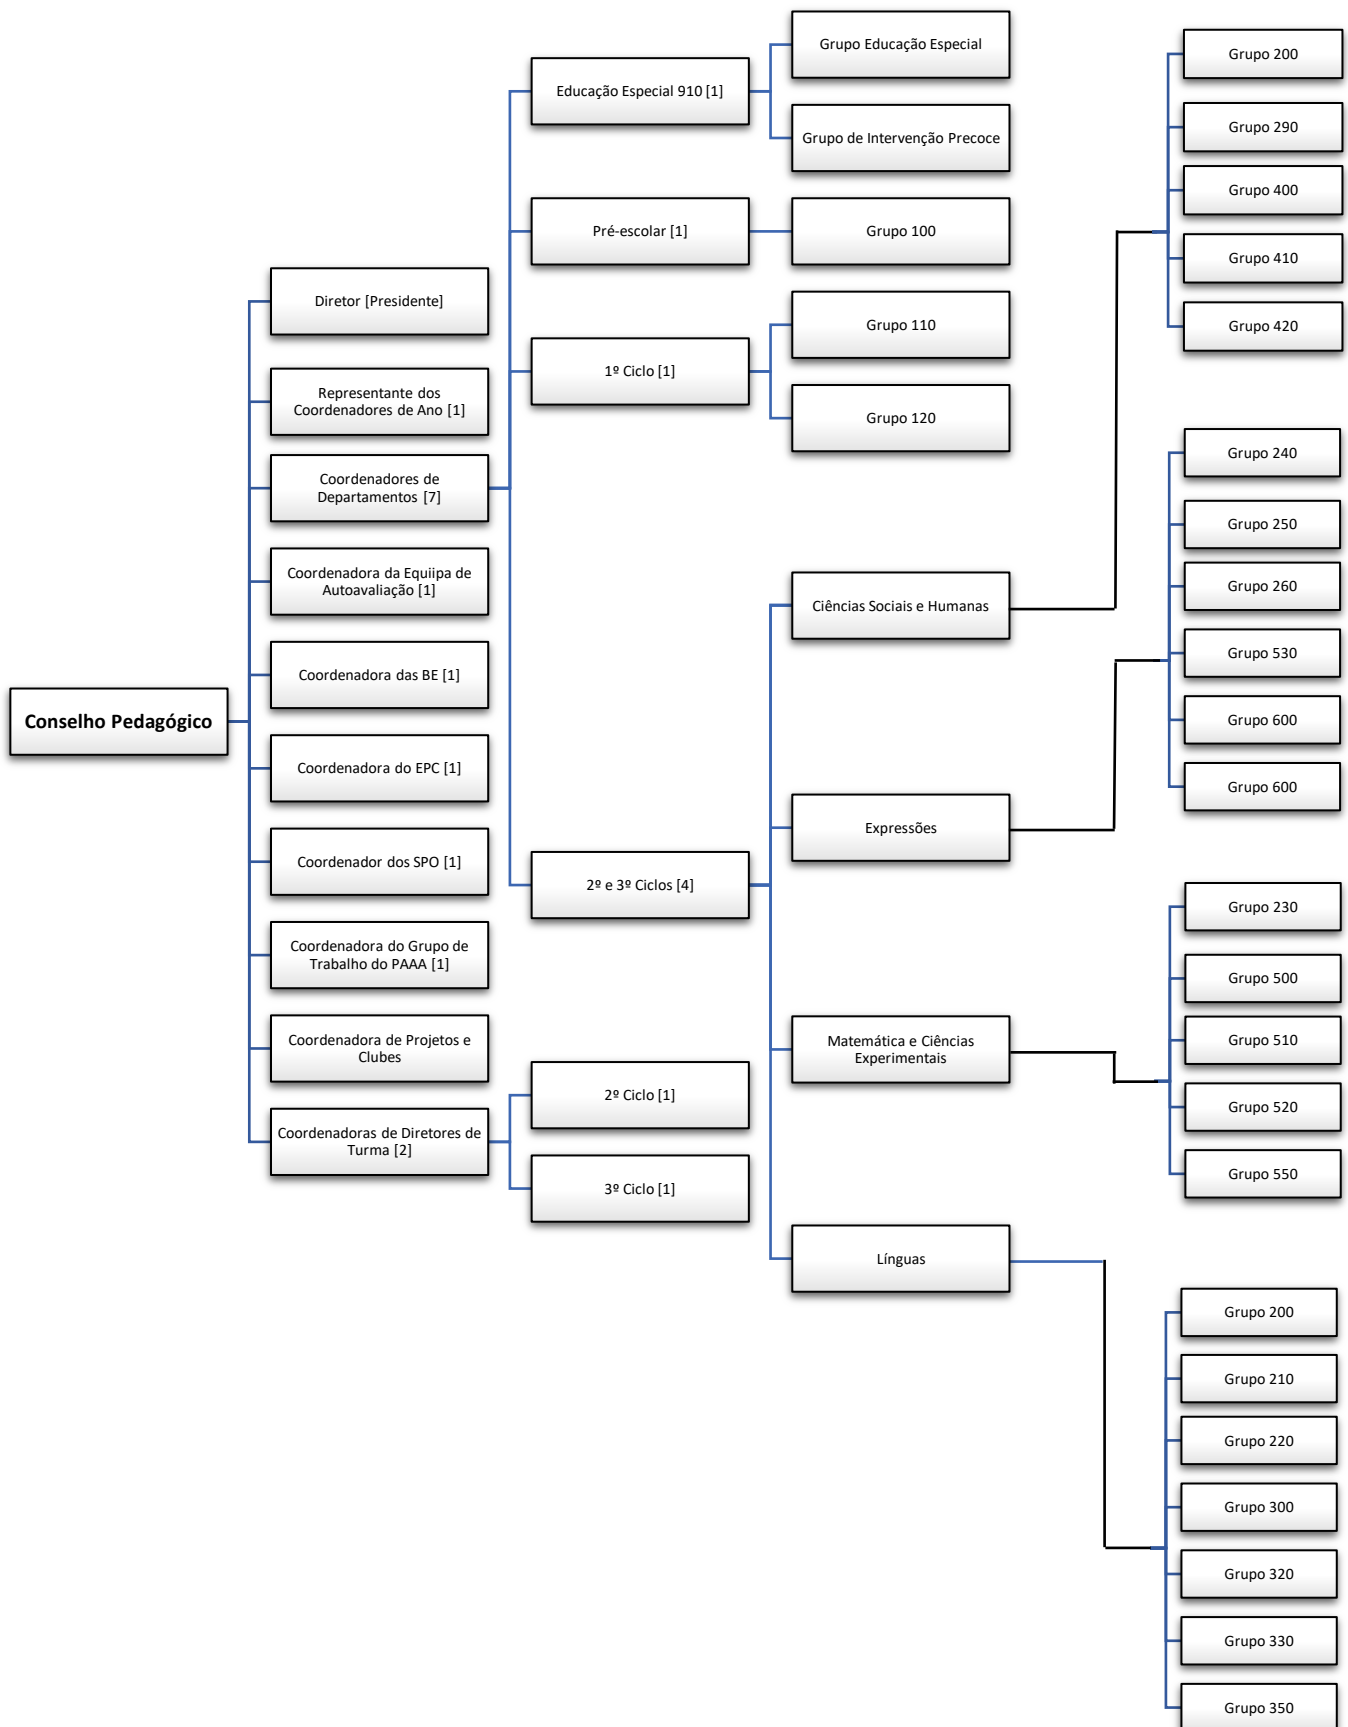 Conselho Pedagógico
Diretor [Presidente]
Representante dos
Coordenadores de Ano [1]
Coordenadores de
Departamentos [7]
Coordenadora da Equiipa de
Autoavaliação [1]
Coordenadora das BE [1]
Coordenadora do EPC [1]
Coordenador dos SPO [1]
Coordenadora do Grupo de
Trabalho do PAAA [1]
Coordenadora de Projetos e
Clubes
Coordenadoras de Diretores de
Turma [2]
Educação Especial 910 [1]
Pré-escolar [1]
1º Ciclo [1]
2º e 3º Ciclos [4]
2º Ciclo [1]
3º Ciclo [1]
Grupo Educação Especial
Grupo de Intervenção Precoce
Grupo 100
Grupo 110
Grupo 120
Ciências Sociais e Humanas
Expressões
Matemática e Ciências
Experimentais
Línguas
Grupo 200
Grupo 290
Grupo 400
Grupo 410
Grupo 420
Grupo 240
Grupo 250
Grupo 260
Grupo 530
Grupo 600
Grupo 600
Grupo 230
Grupo 500
Grupo 510
Grupo 520
Grupo 550
Grupo 200
Grupo 210
Grupo 220
Grupo 300
Grupo 320
Grupo 330
Grupo 350